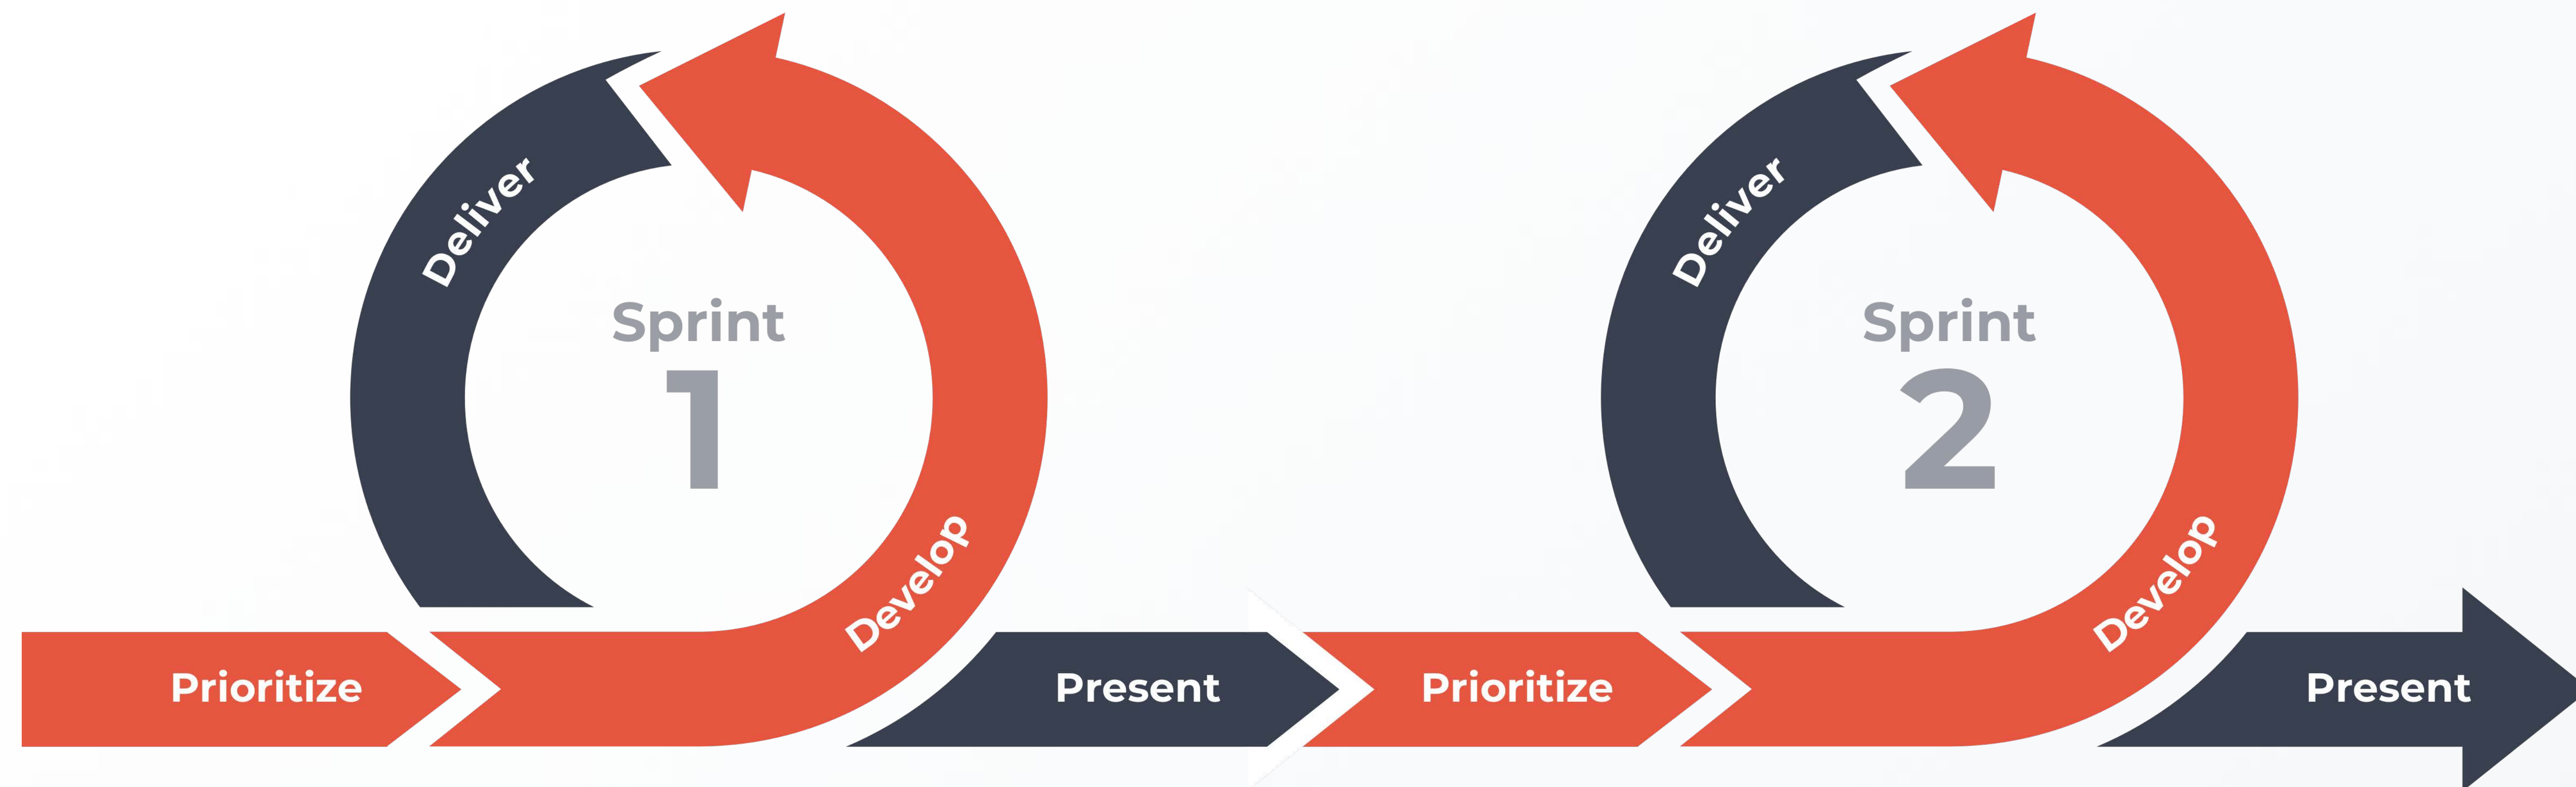 Prioritize
Develop
Deliver
Sprint
1
Present
Prioritize
Develop
Deliver
Sprint
2
Present